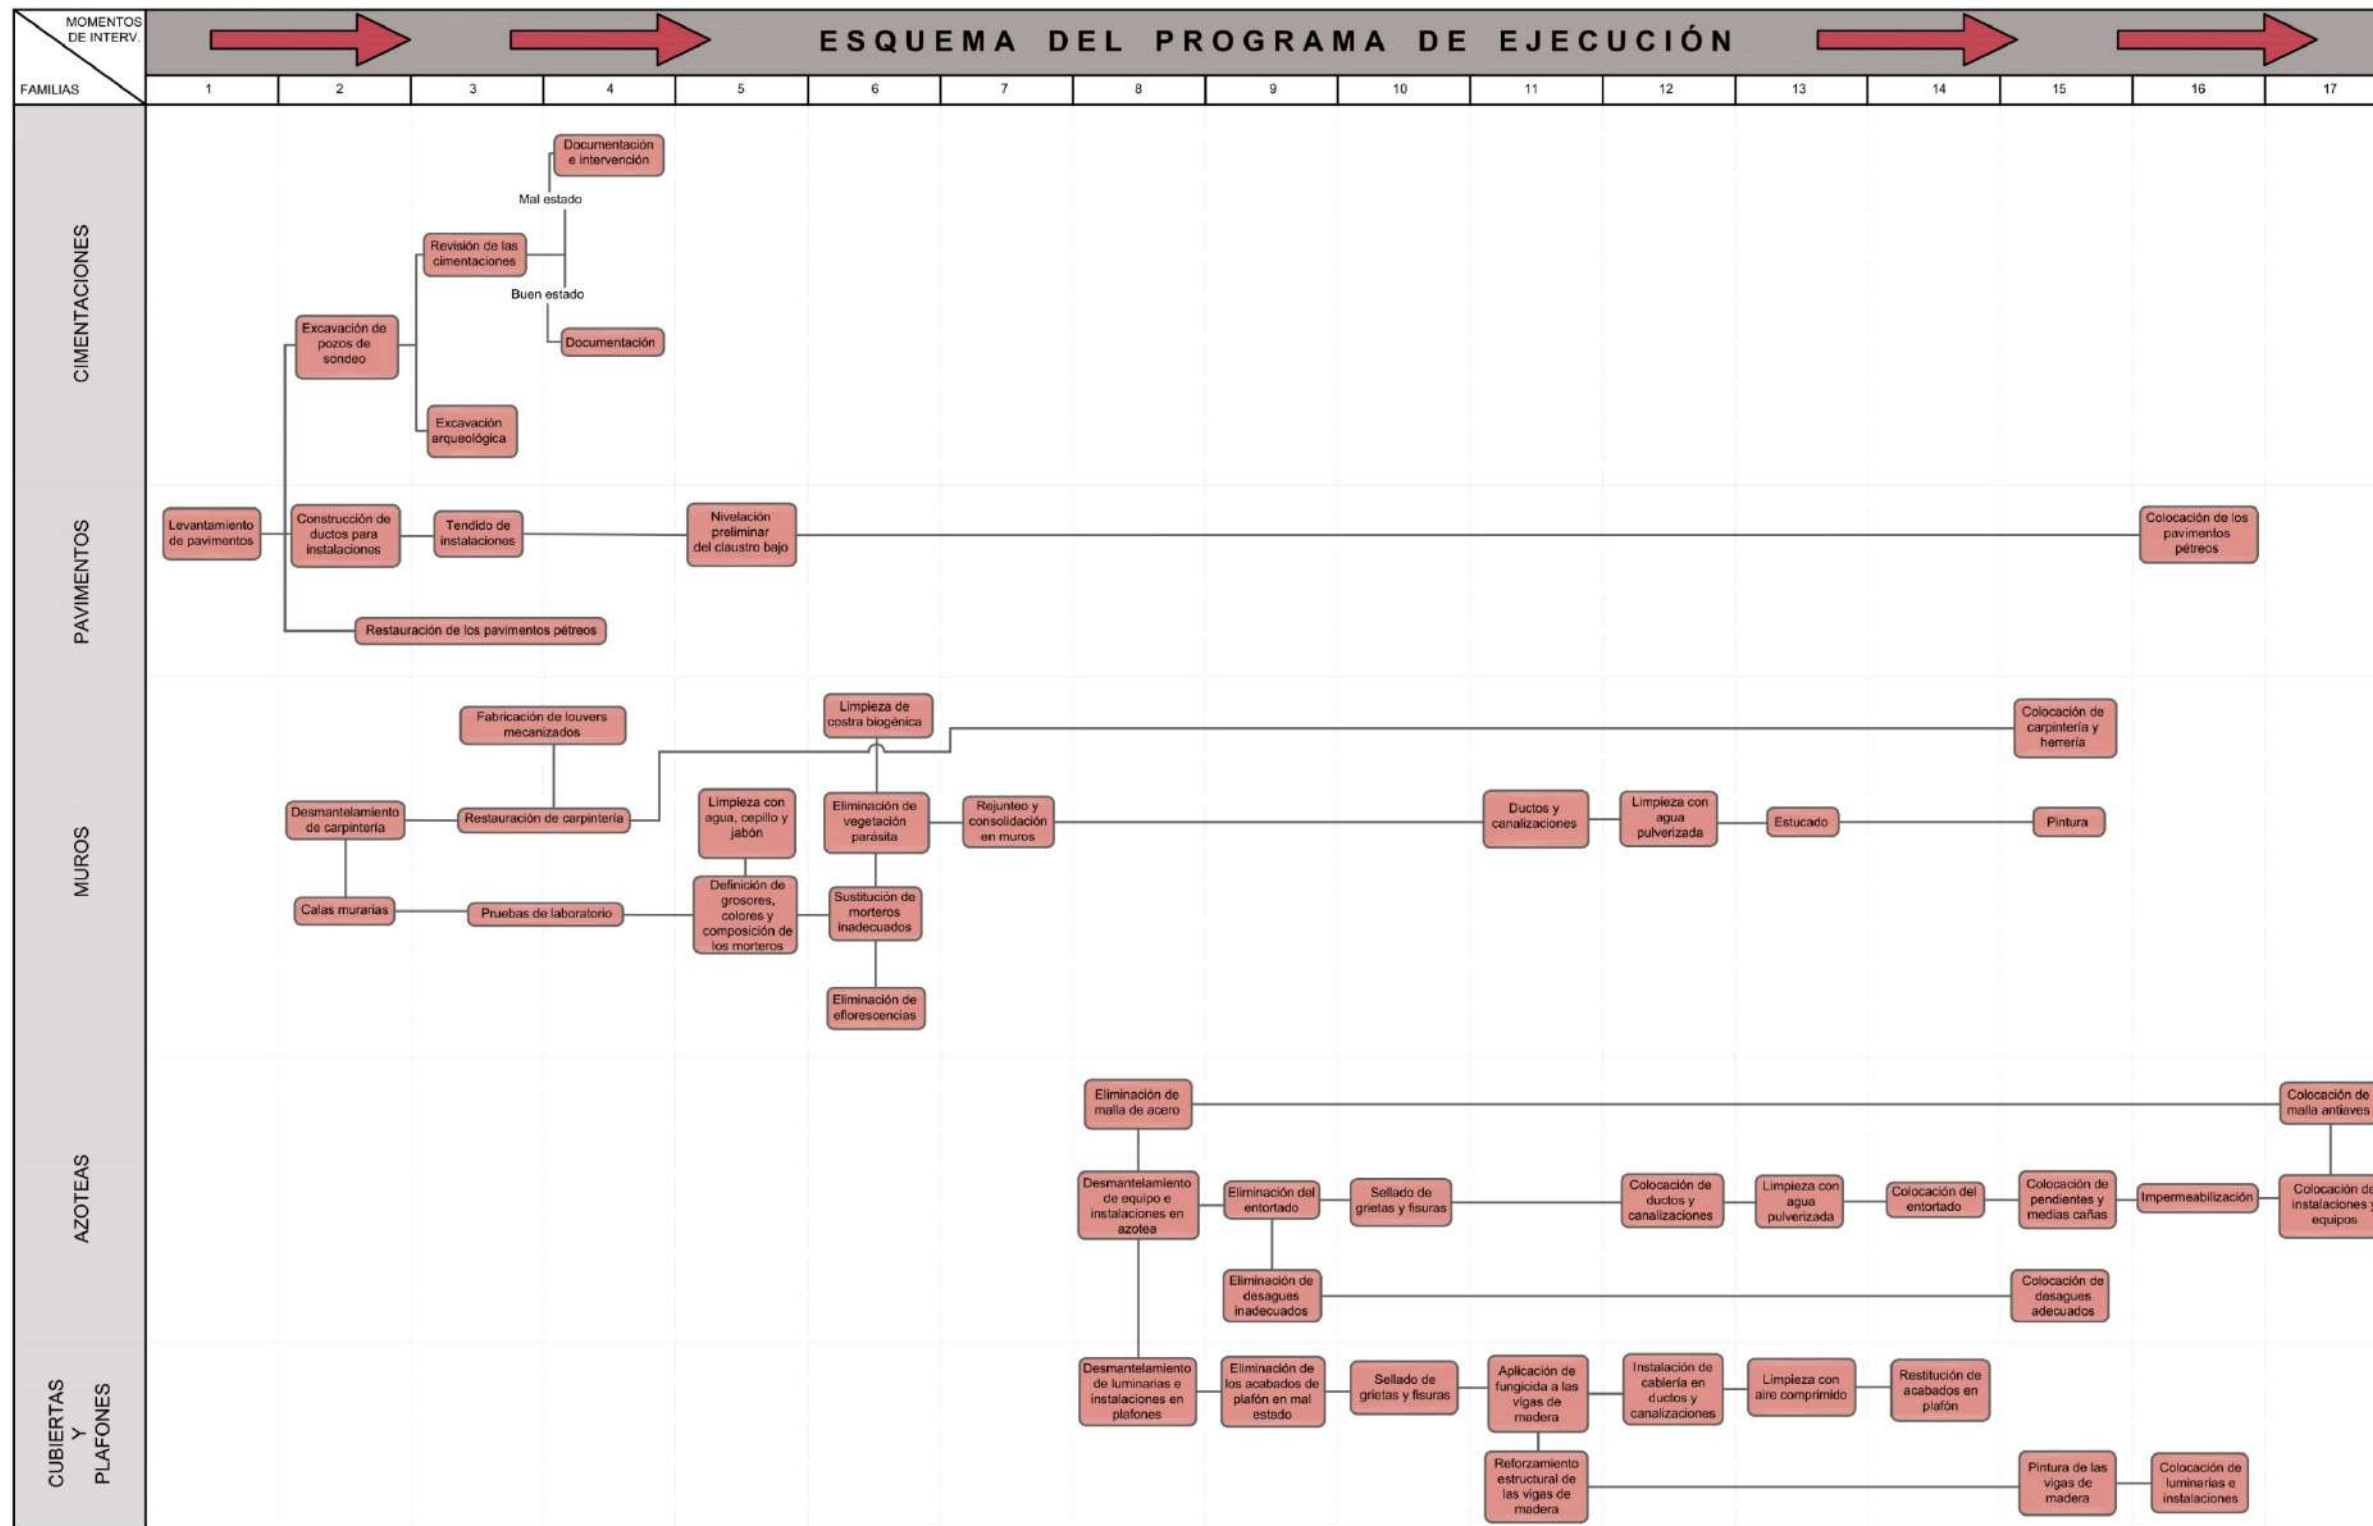 MOMENTOS
DE INTERV.
FAMILIAS
ESQUEMA DEL PROGRAMA DE EJECUCIÓN
1 2 3 4 5 6 7 8 9 10 11 12 13 14 15 16 17
CIMENTACIONES
Documentación
e intervención
Mal estado
Revisión de las
cimentaciones
Buen estado
Excavación de
pozos de
sondeo
Documentación
Excavación
arqueológica
PAVIMENTOS
Levantamiento
de pavimentos
Construcción de
ductos para
instalaciones
Tendido de
instalaciones
Nivelación
preliminar
del claustro bajo
Colocación de los
pavimentos
pétreos
Restauración de los pavimentos pétreos
MUROS
Fabricación de louvers
mecanizados
Limpieza de
costra biogénica
Colocación de
carpintería y
herrería
Desmantelamiento
de carpintería
Restauración de carpintería
Limpieza con
agua, cepillo y
jabón
Eliminación de
vegetación
parásita
Rejunteo y
consolidación
en muros
Ductos y
canalizaciones
Limpieza con
agua
pulverizada
Estucado
Pintura
Calas murarias
Pruebas de laboratorio
Definición de
grosores,
colores y
composición de
los morteros
Sustitución de
morteros
inadecuados
Eliminación de
eflorescencias
AZOTEAS
Eliminación de
malla de acero
Colocación de
malla antiaves
Desmantelamiento
de equipo e
instalaciones en
azotea
Eliminación del
entortado
Sellado de
grietas y fisuras
Colocación de
ductos y
canalizaciones
Limpieza con
agua
pulverizada
Colocación del
entortado
Colocación de
pendientes y
medias cañas
Impermeabilización
Colocación de
instalaciones y
equipos
Eliminación de
desagues
inadecuados
Colocación de
desagues
adecuados
CUBIERTAS
Y
PLAFONES
Desmantelamiento
de luminarias e
instalaciones en
plafones
Eliminación de
los acabados de
plafón en mal
estado
Sellado de
grietas y fisuras
Aplicación de
fungicida a las
vigas de
madera
Instalación de
cablería en
ductos y
canalizaciones
Limpieza con
aire comprimido
Restitución de
acabados en
plafón
Reforzamiento
estructural de
las vigas de
madera
Pintura de las
vigas de
madera
Colocación de
luminarias e
instalaciones